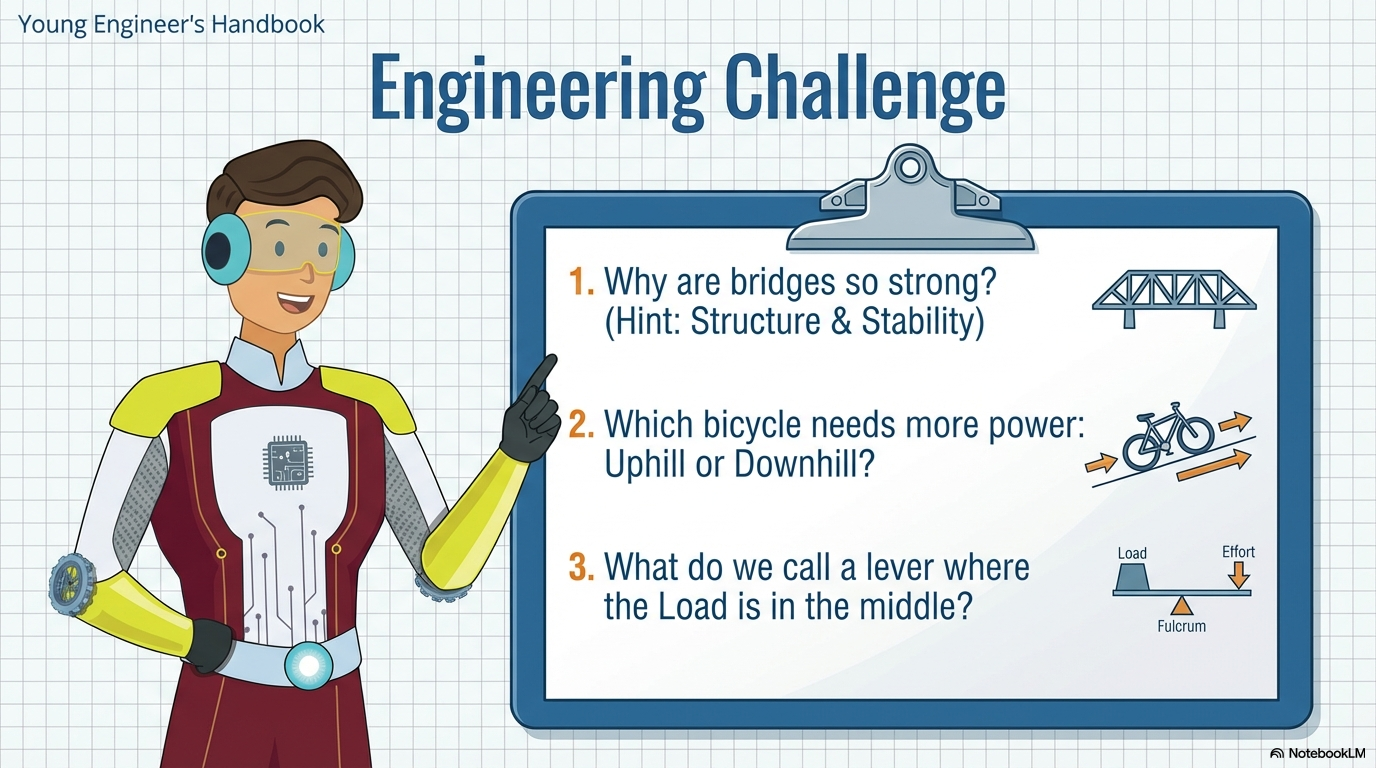 Young Engineer's Handbook
Engineering Challenge
1. Why are bridges so strong?
(Hint: Structure & Stability)
2. Which bicycle needs more power:
Uphill or Downhill?
3. What do we call a lever where
the Load is in the middle?
Load
Effort
Fulcrum
NotebookLM